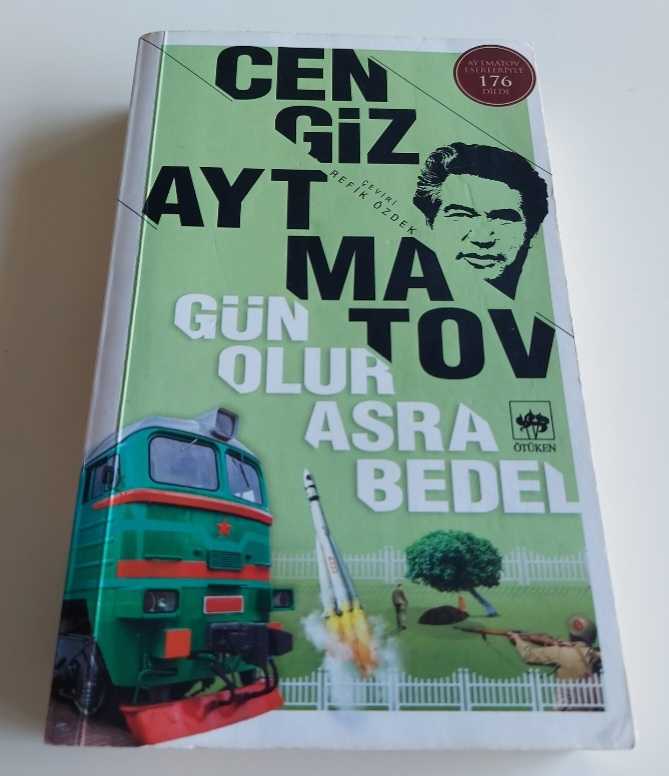 CEN
GİZ
AYT
MA
TOV
AYTMATOV
ESERLERİYLE
176
DİLDE
ÇEVİRİ
REFİK ÖZDEK
GÜN
OLUR
ASRA
BEDEL
ÖTÜKEN